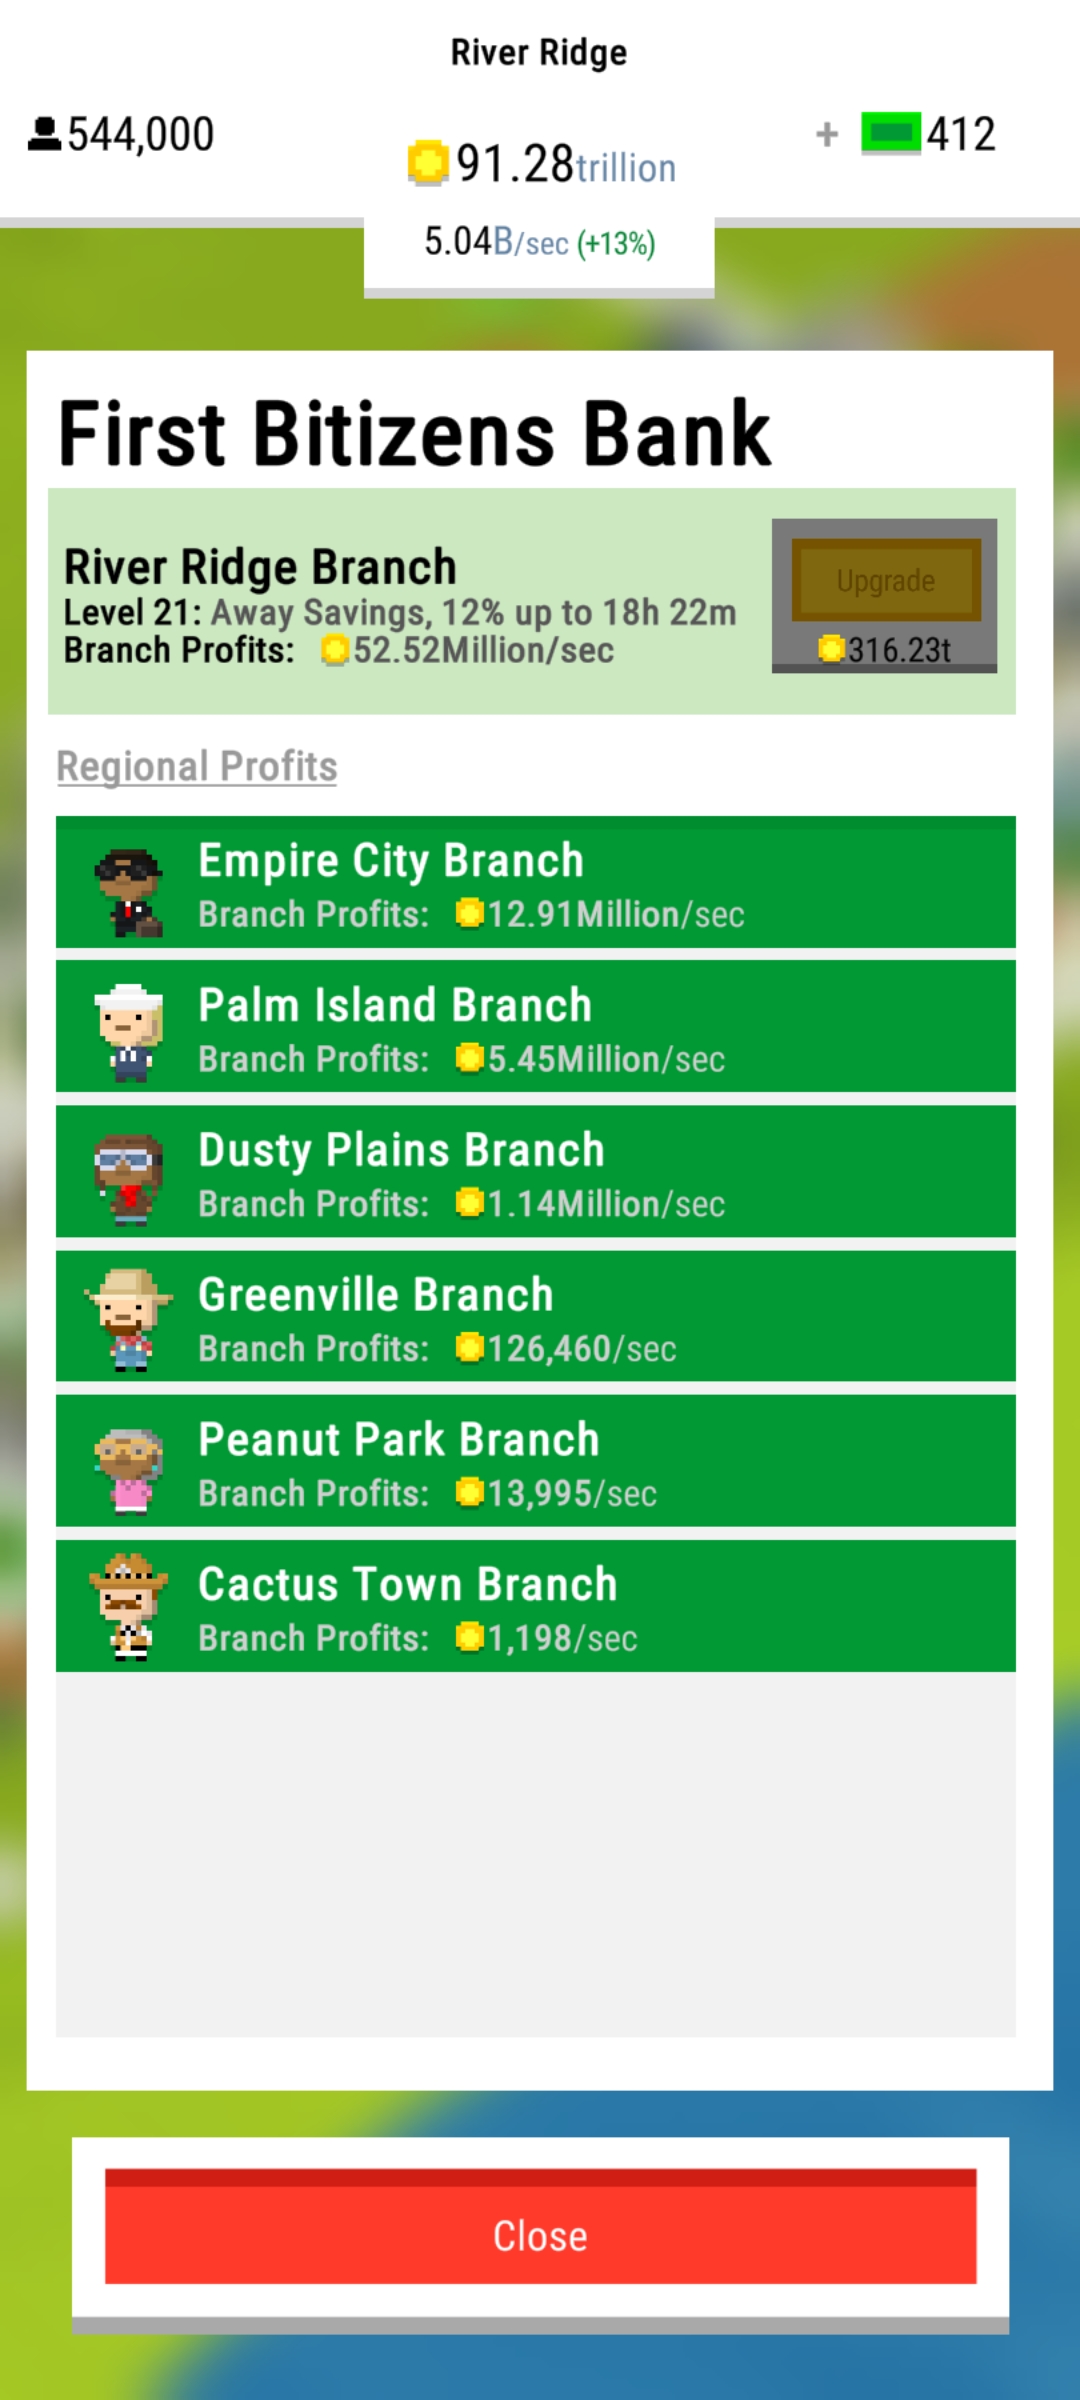 River Ridge
544,000
91.28trillion
+ 412
5.04B/sec (+13%)
First Bitizens Bank
River Ridge Branch
Level 21: Away Savings, 12% up to 18h 22m
Branch Profits: 52.52Million/sec
Upgrade
316.23t
Regional Profits
Empire City Branch
Branch Profits: 12.91Million/sec
Palm Island Branch
Branch Profits: 5.45Million/sec
Dusty Plains Branch
Branch Profits: 1.14Million/sec
Greenville Branch
Branch Profits: 126,460/sec
Peanut Park Branch
Branch Profits: 13,995/sec
Cactus Town Branch
Branch Profits: 1,198/sec
Close